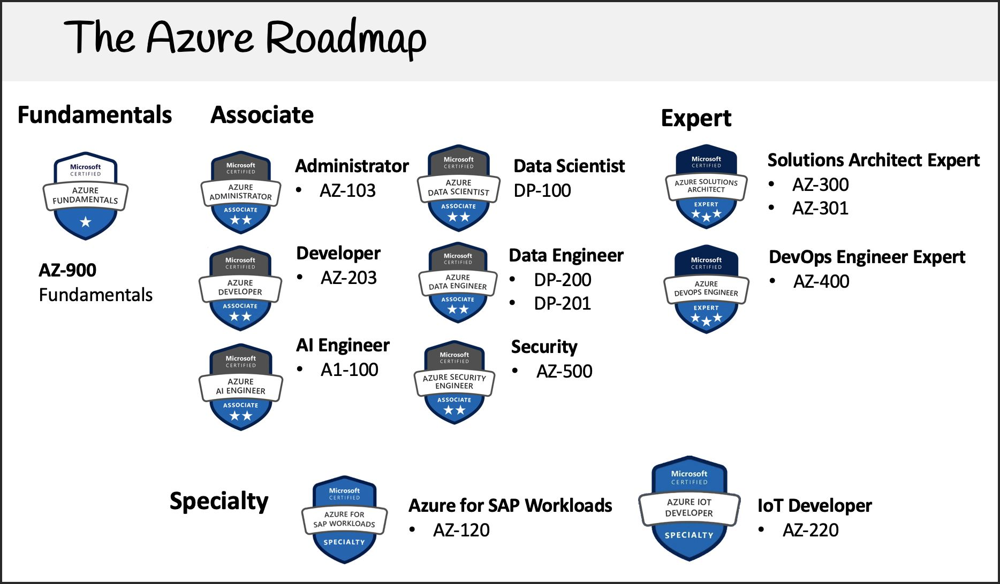 The Azure Roadmap
Fundamentals
Microsoft
CERTIFIED
AZURE
FUNDAMENTALS
AZ-900
Fundamentals
Associate
Microsoft
CERTIFIED
AZURE
ADMINISTRATOR
ASSOCIATE
Administrator
• AZ-103
Microsoft
CERTIFIED
AZURE
DATA SCIENTIST
ASSOCIATE
Data Scientist
DP-100
Microsoft
CERTIFIED
AZURE
DEVELOPER
ASSOCIATE
Developer
• AZ-203
Microsoft
CERTIFIED
AZURE
DATA ENGINEER
ASSOCIATE
Data Engineer
• DP-200
• DP-201
Microsoft
CERTIFIED
AZURE
AI ENGINEER
ASSOCIATE
AI Engineer
• A1-100
Microsoft
CERTIFIED
AZURE SECURITY
ENGINEER
ASSOCIATE
Security
• AZ-500
Expert
Microsoft
CERTIFIED
AZURE SOLUTIONS
ARCHITECT
EXPERT
Solutions Architect Expert
• AZ-300
• AZ-301
Microsoft
CERTIFIED
AZURE
DEVOPS ENGINEER
EXPERT
DevOps Engineer Expert
• AZ-400
Specialty
Microsoft
CERTIFIED
AZURE FOR
SAP WORKLOADS
SPECIALTY
Azure for SAP Workloads
• AZ-120
Microsoft
CERTIFIED
AZURE IOT
DEVELOPER
SPECIALTY
IoT Developer
• AZ-220